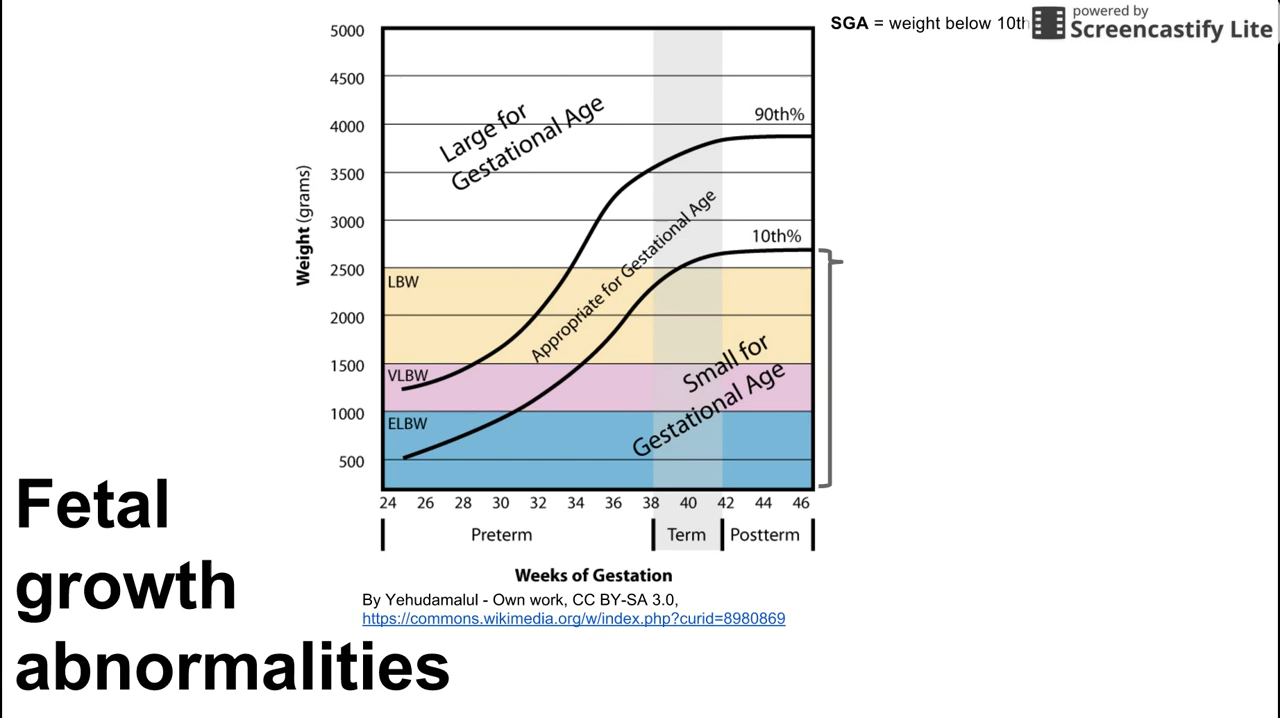 SGA = weight below 10th
powered by
Screencastify Lite
5000
4500
4000
3500
3000
2500
2000
1500
1000
500
Weight (grams)
Large for
Gestational Age
90th%
Appropriate for Gestational Age
10th%
LBW
VLBW
ELBW
Small for
Gestational Age
24 26 28 30 32 34 36 38 40 42 44 46
Preterm Term Postterm
Weeks of Gestation
By Yehudamalul - Own work, CC BY-SA 3.0,
https://commons.wikimedia.org/w/index.php?curid=8980869
Fetal
growth
abnormalities